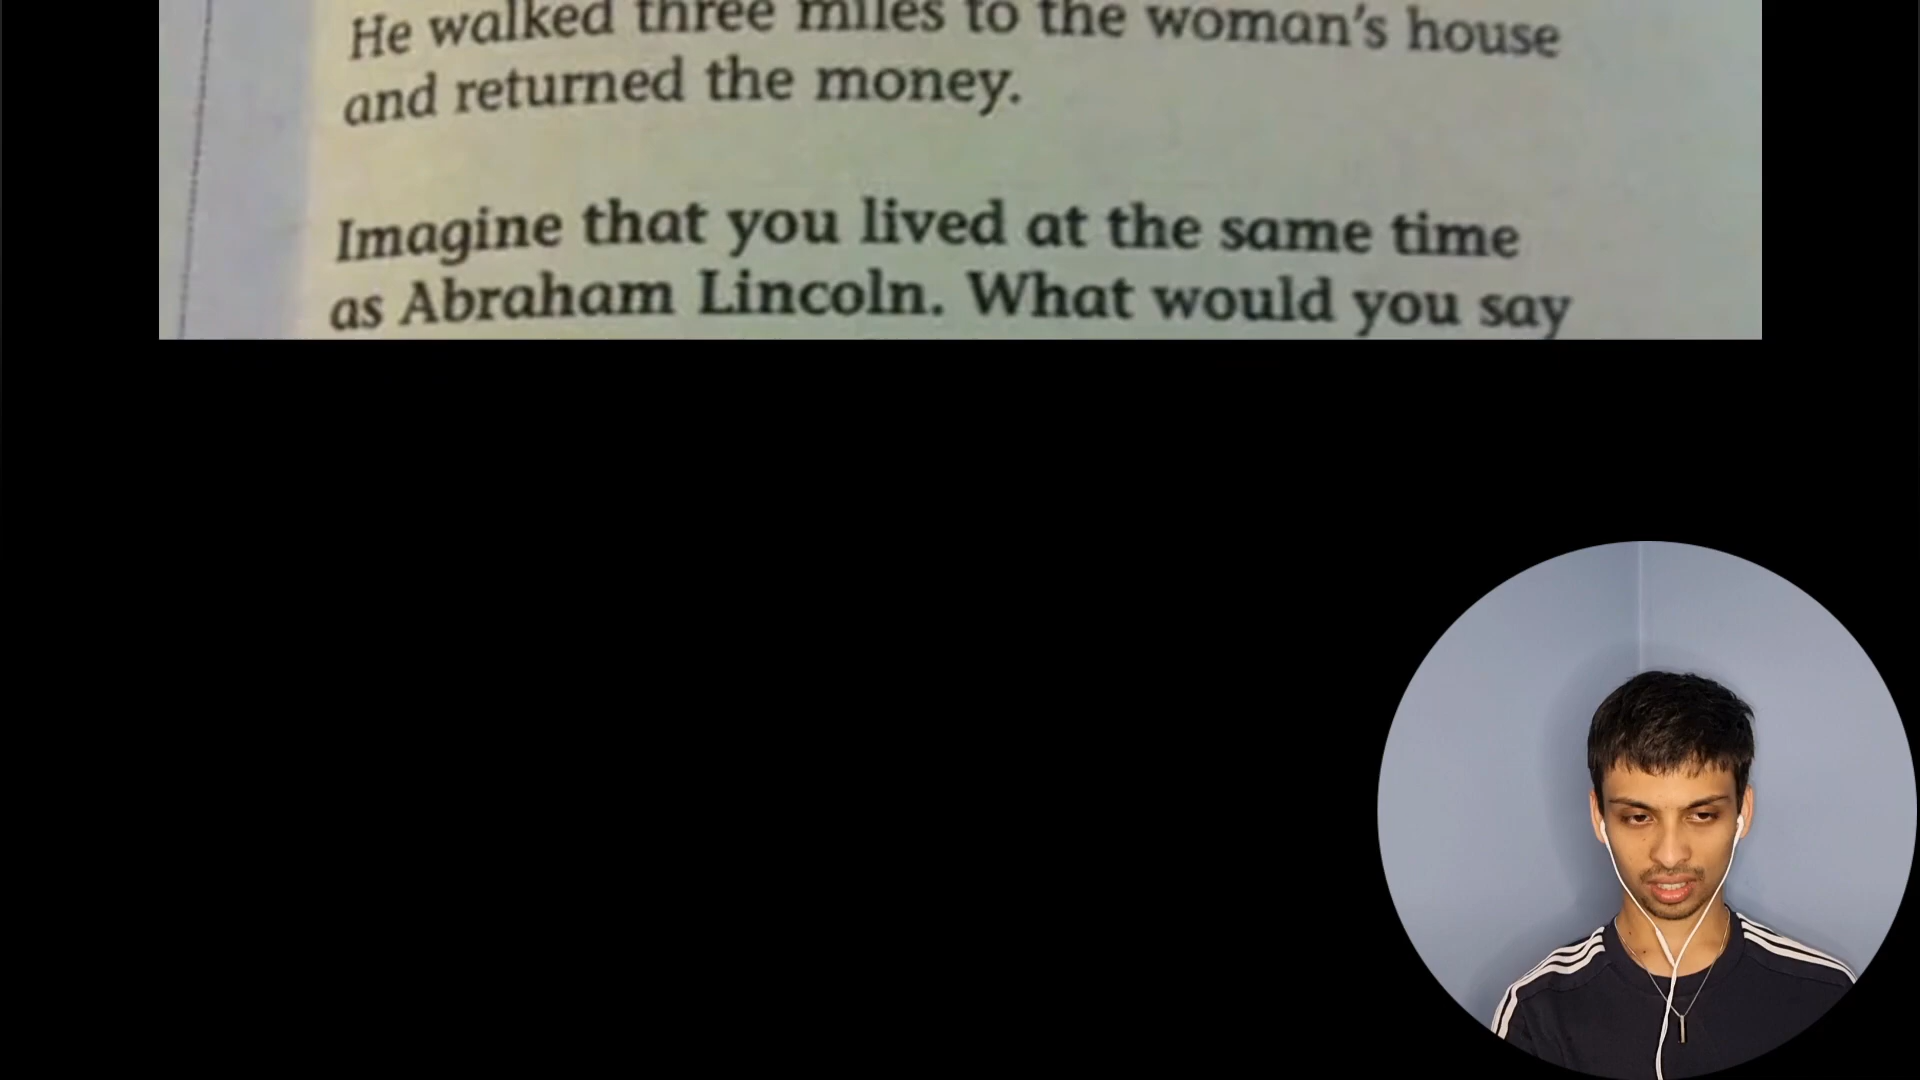 He walked three miles to the woman's house
and returned the money.
Imagine that you lived at the same time
as Abraham Lincoln. What would you say